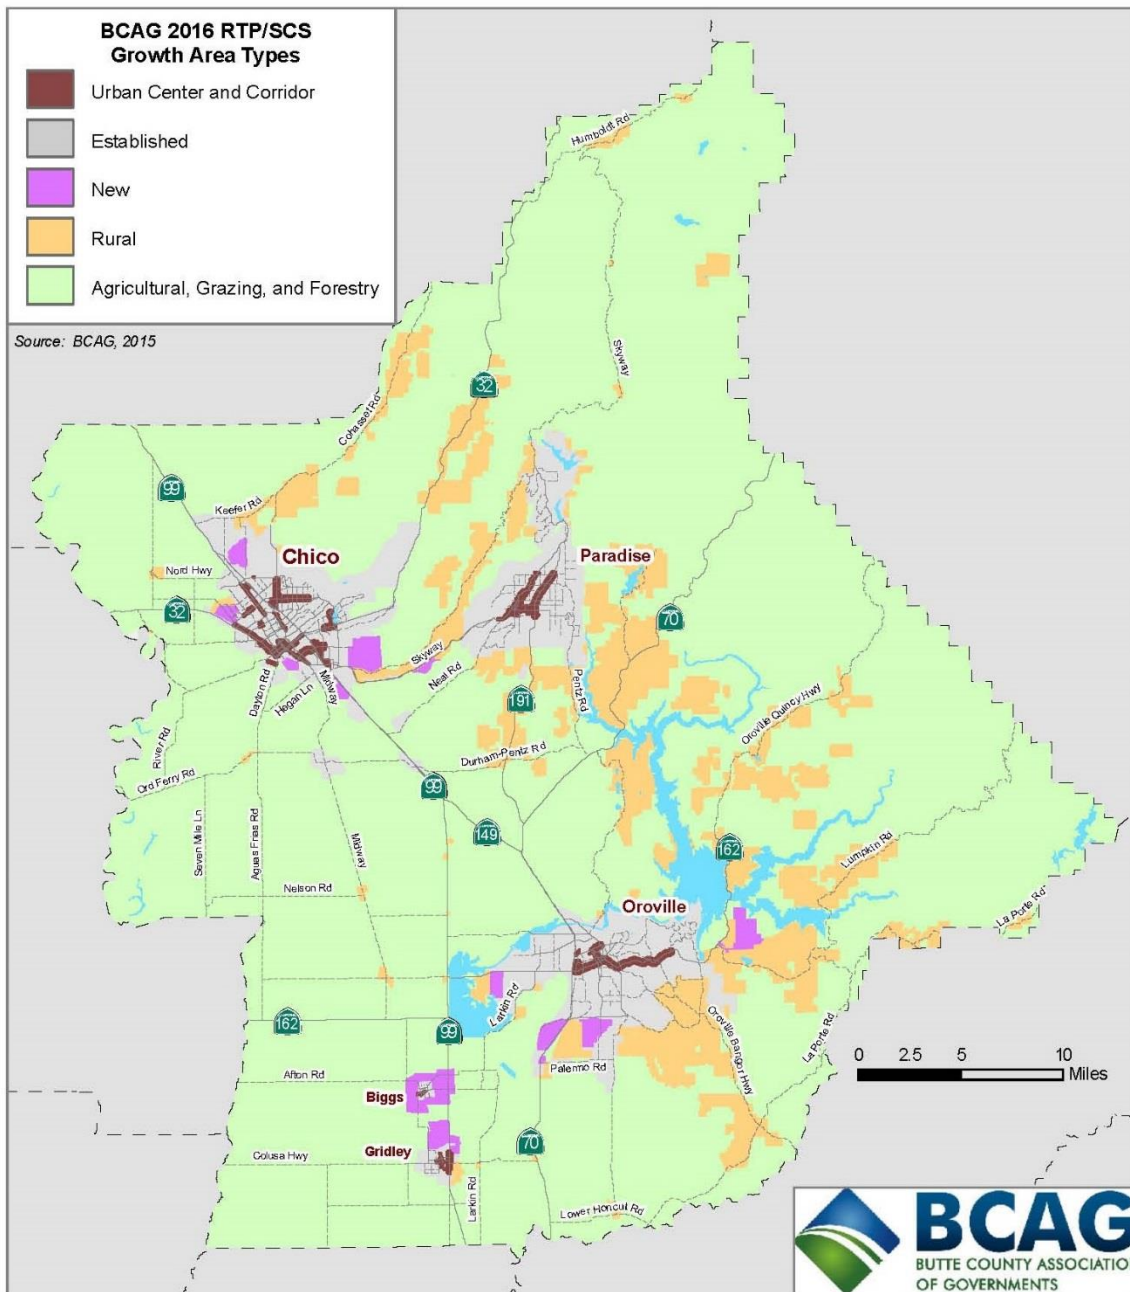 BCAG 2016 RTP/SCS
Growth Area Types
Urban Center and Corridor
Established
New
Rural
Agricultural, Grazing, and Forestry
Source: BCAG, 2015
Humboldt Rd
Skyway
32
Cohasset Rd
99
Keefer Rd
Chico
Paradise
Nord Hwy
32
70
Skyway
Neal Rd
Pentz Rd
Midway
Dayton Rd
Hegan Ln
191
Oroville Quincy Hwy
River Rd
Durham-Pentz Rd
Ord Ferry Rd
99
149
162
Seven Mile Ln
Aguas Frias Rd
Midway
Lumpkin Rd
Nelson Rd
La Porte Rd
Oroville
Larkin Rd
162
99
Oroville Bangor Hwy
La Porte Rd
0 2.5 5 10
Miles
Palermo Rd
Afton Rd
Biggs
Gridley
70
Colusa Hwy
Larkin Rd
Lower Honcut Rd
BCAG
BUTTE COUNTY ASSOCIATION
OF GOVERNMENTS